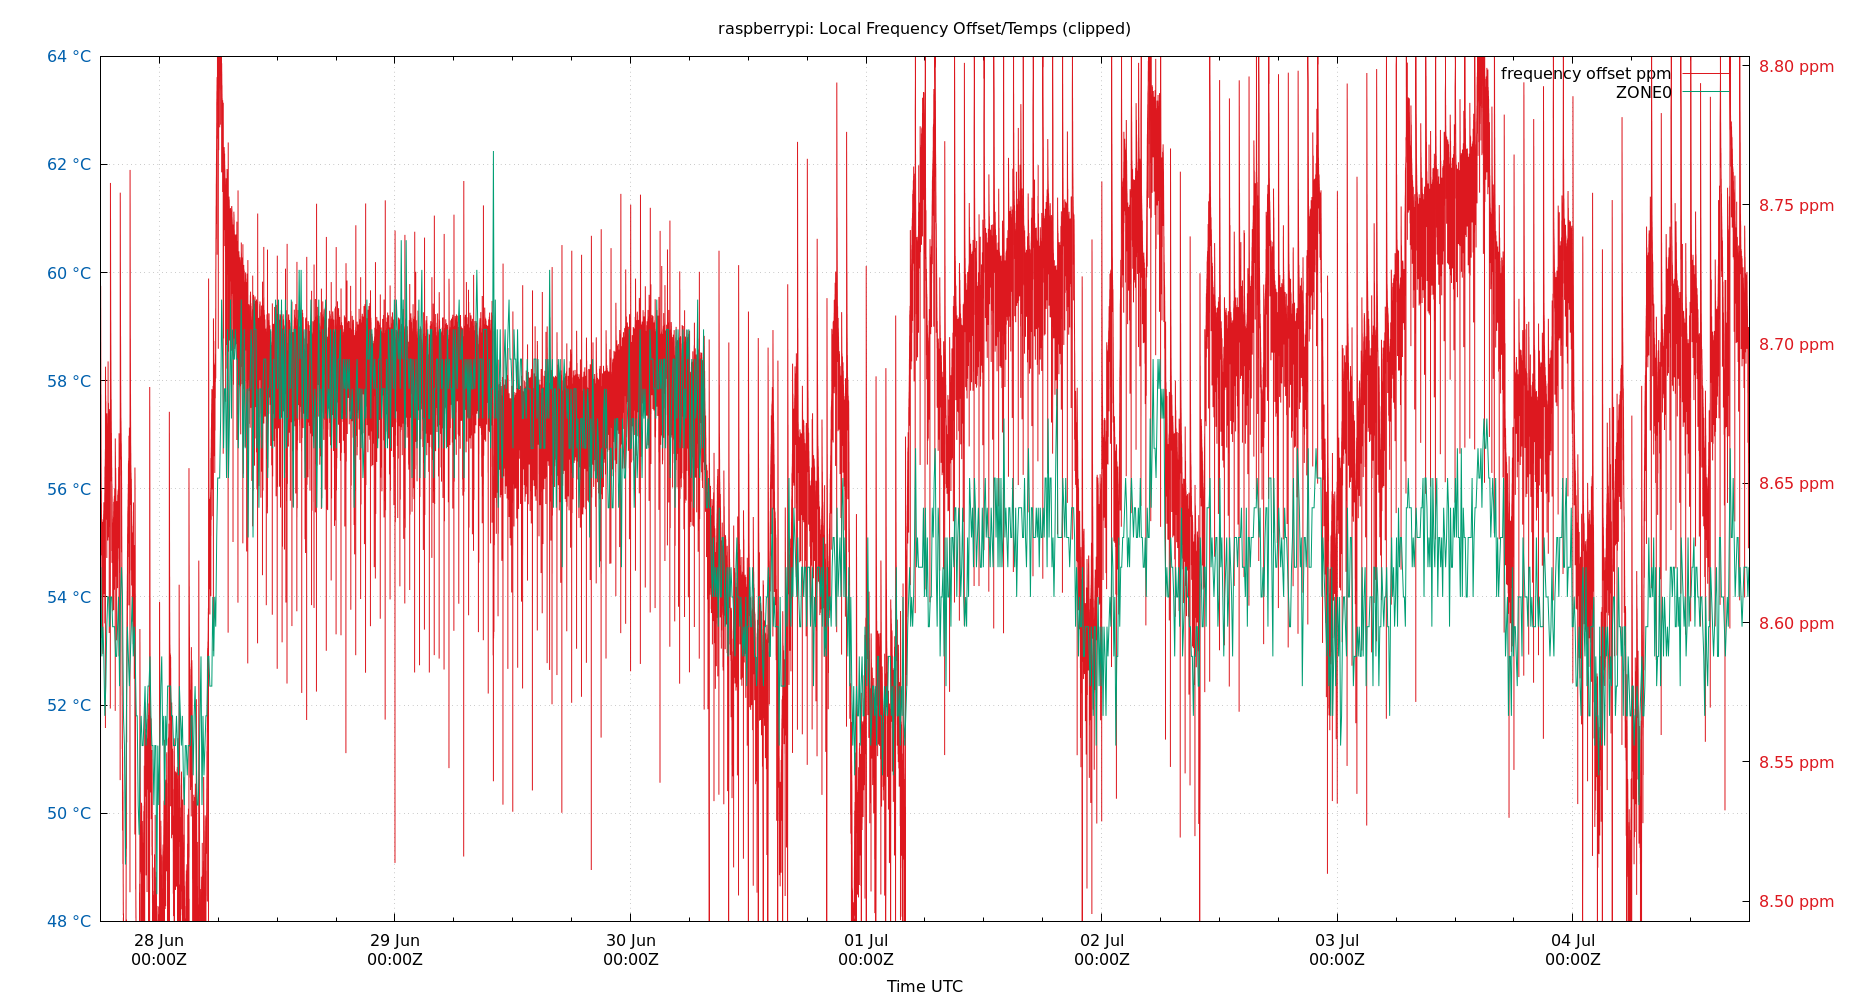 raspberrypi: Local Frequency Offset/Temps (clipped)
frequency offset ppm
ZONE0
64 °C
62 °C
60 °C
58 °C
56 °C
54 °C
52 °C
50 °C
48 °C
8.80 ppm
8.75 ppm
8.70 ppm
8.65 ppm
8.60 ppm
8.55 ppm
8.50 ppm
28 Jun
00:00Z
29 Jun
00:00Z
30 Jun
00:00Z
01 Jul
00:00Z
02 Jul
00:00Z
03 Jul
00:00Z
04 Jul
00:00Z
Time UTC